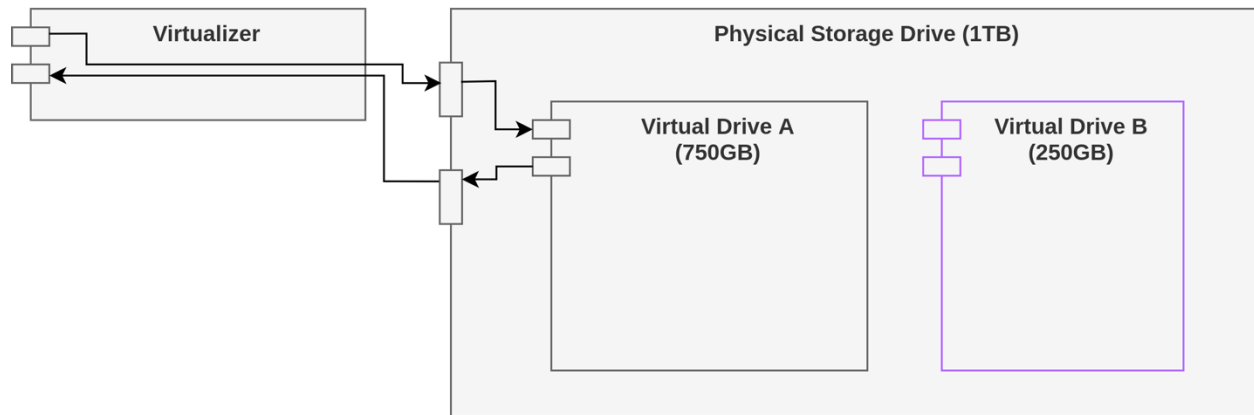 Virtualizer
Physical Storage Drive (1TB)
Virtual Drive A
(750GB)
Virtual Drive B
(250GB)